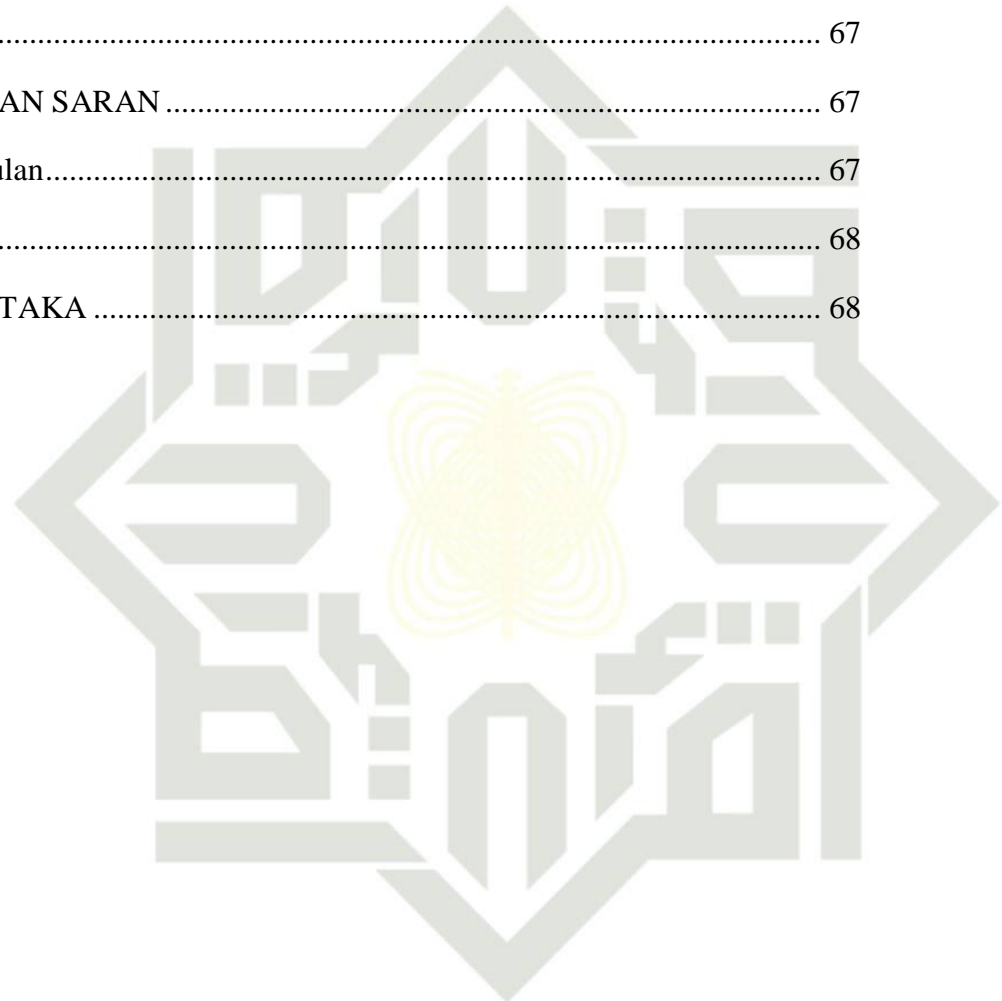 ........ 67
AN SARAN ........ 67
ulan........ 67
........ 68
TAKA ........ 68